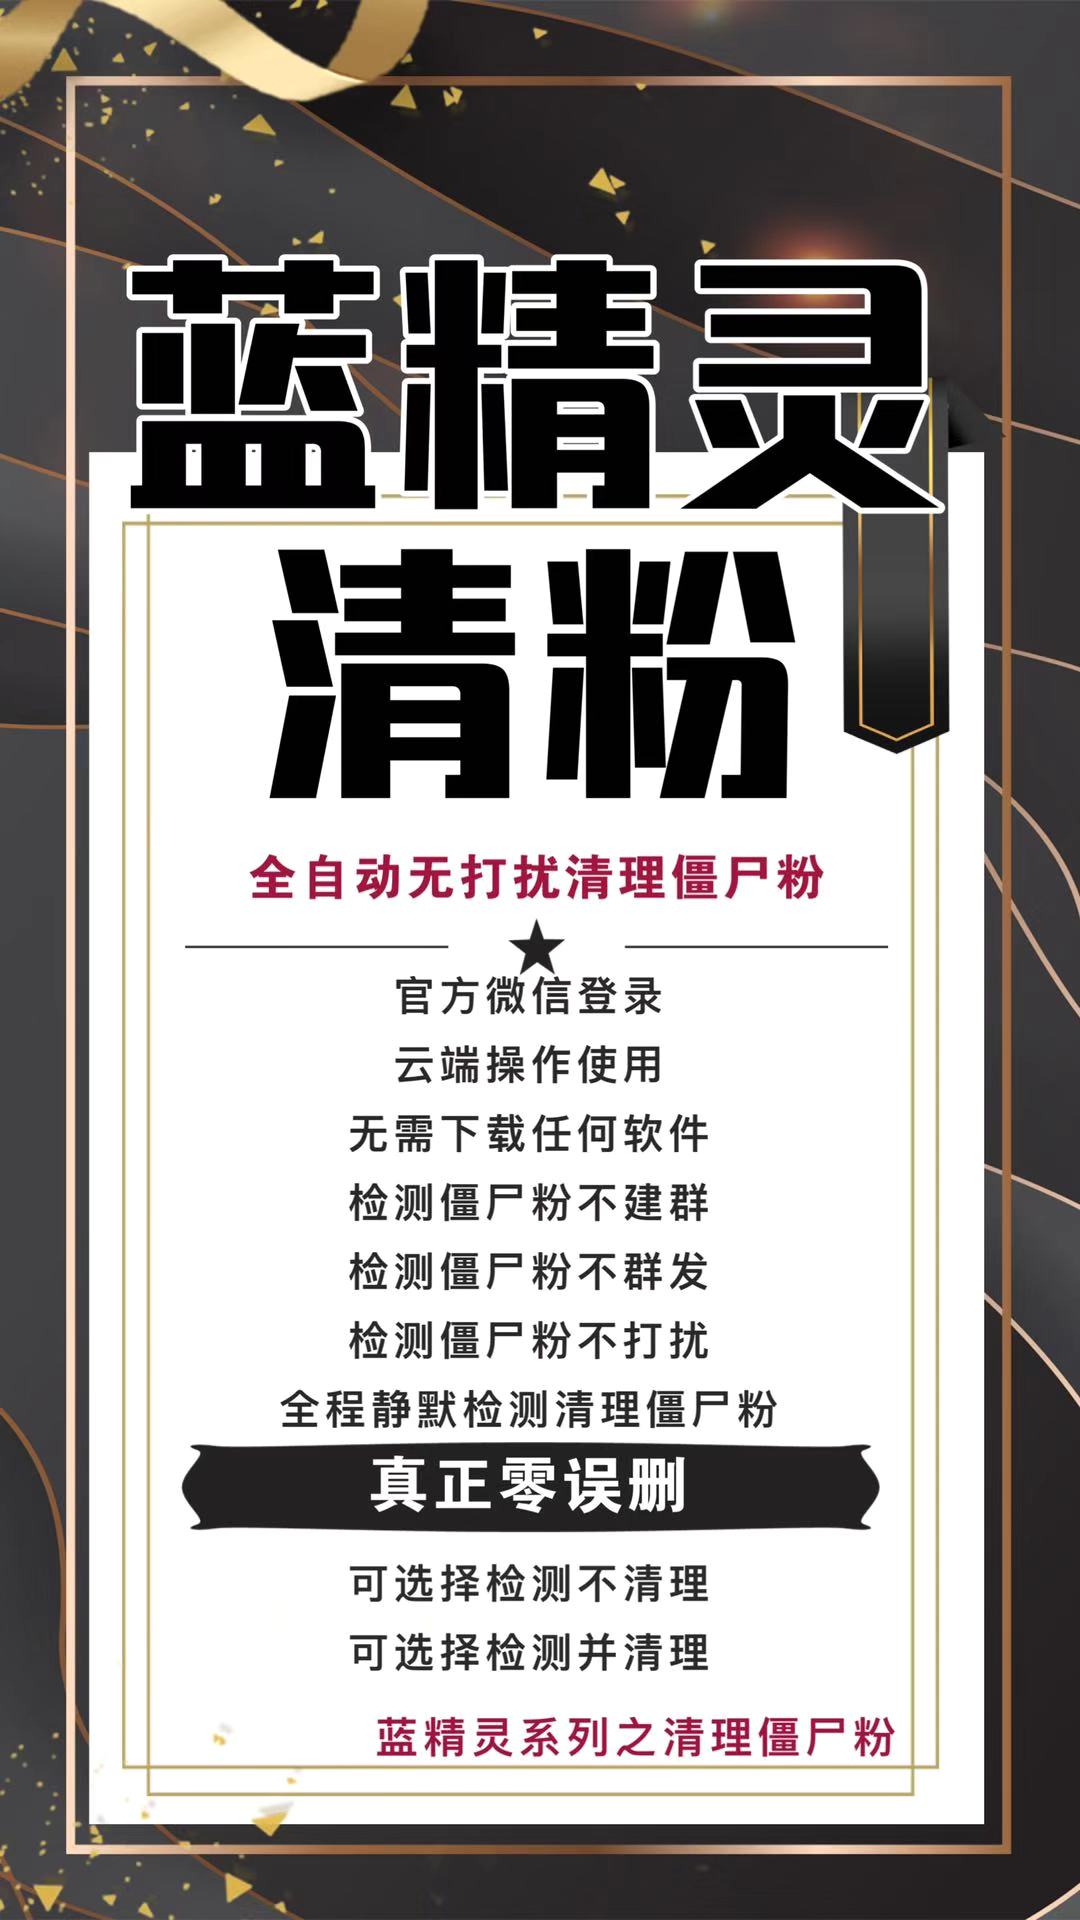 蓝精灵
清粉
全自动无打扰清理僵尸粉
官方微信登录
云端操作使用
无需下载任何软件
检测僵尸粉不建群
检测僵尸粉不群发
检测僵尸粉不打扰
全程静默检测清理僵尸粉
真正零误删
可选择检测不清理
可选择检测并清理
蓝精灵系列之清理僵尸粉